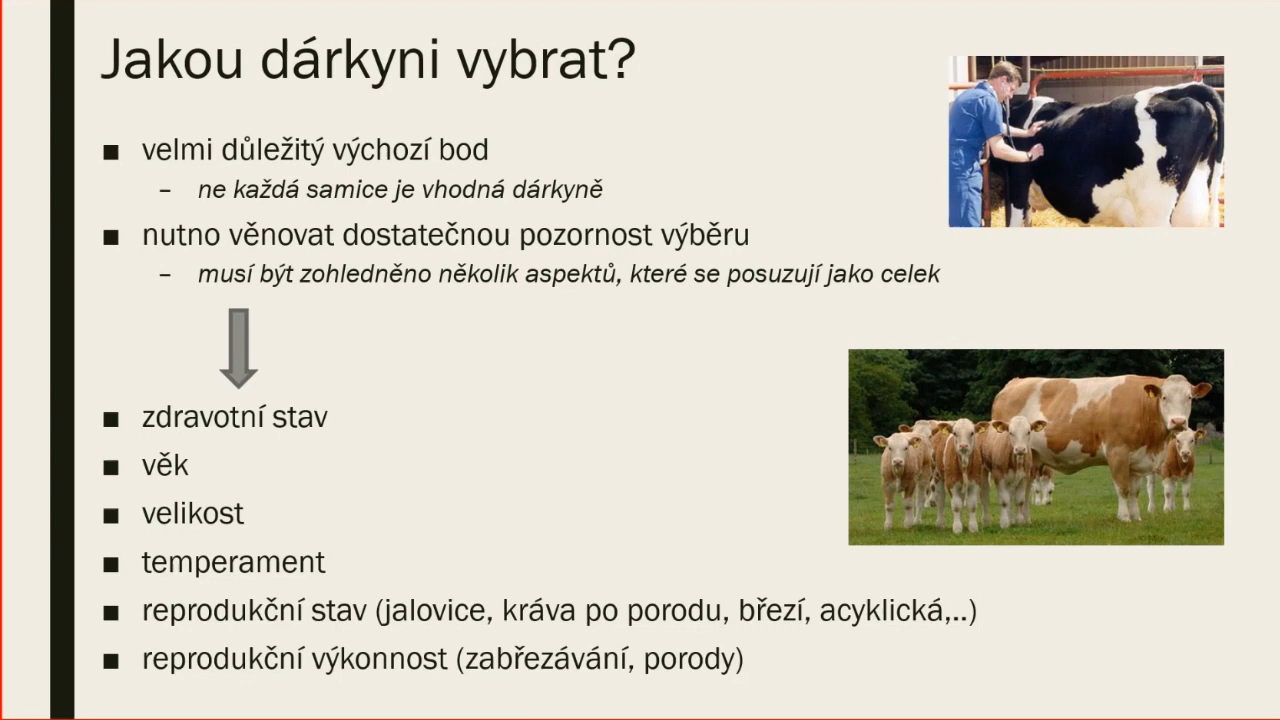 Jakou dárkyni vybrat?
■ velmi důležitý výchozí bod
– ne každá samice je vhodná dárkyně
■ nutno věnovat dostatečnou pozornost výběru
– musí být zohledněno několik aspektů, které se posuzují jako celek
■ zdravotní stav
■ věk
■ velikost
■ temperament
■ reprodukční stav (jalovice, kráva po porodu, březí, acyklická,..)
■ reprodukční výkonnost (zabřezávání, porody)